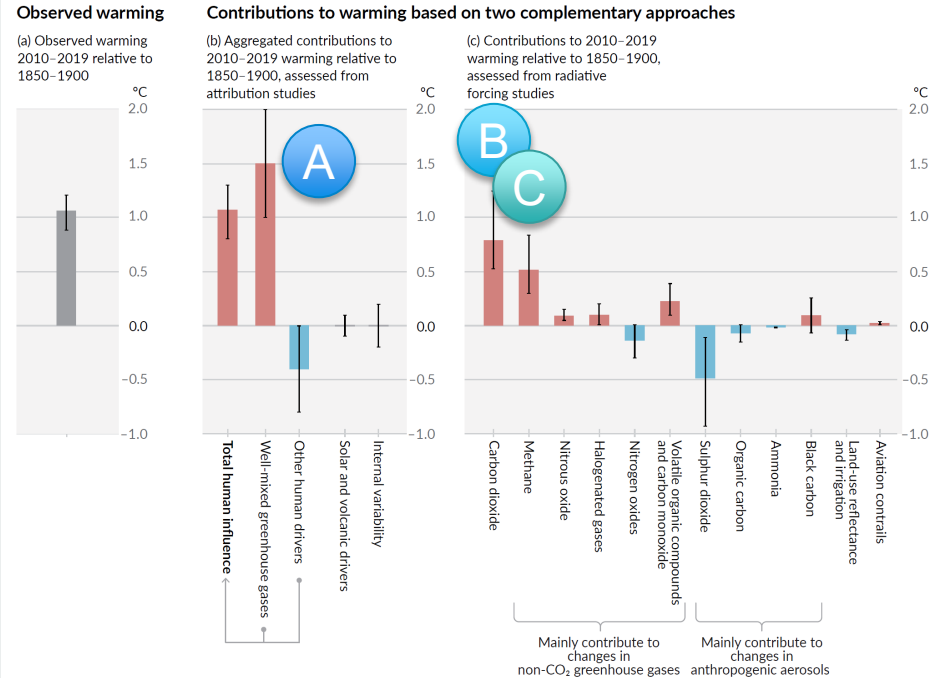 Observed warming
(a) Observed warming
2010–2019 relative to
1850–1900
°C
2.0
1.5
1.0
0.5
0.0
–0.5
–1.0
Contributions to warming based on two complementary approaches
(b) Aggregated contributions to
2010–2019 warming relative to
1850–1900, assessed from
attribution studies
°C
2.0
1.5
1.0
0.5
0.0
–0.5
–1.0
A
Total human influence
Well-mixed greenhouse gases
Other human drivers
Solar and volcanic drivers
Internal variability
(c) Contributions to 2010–2019
warming relative to 1850–1900,
assessed from radiative
forcing studies
°C
2.0
1.5
1.0
0.5
0.0
–0.5
–1.0
B
C
Carbon dioxide
Methane
Nitrous oxide
Halogenated gases
Nitrogen oxides
Volatile organic compounds
and carbon monoxide
Sulphur dioxide
Organic carbon
Ammonia
Black carbon
Land-use reflectance
and irrigation
Aviation contrails
Mainly contribute to
changes in
non-CO₂ greenhouse gases
Mainly contribute to
changes in
anthropogenic aerosols